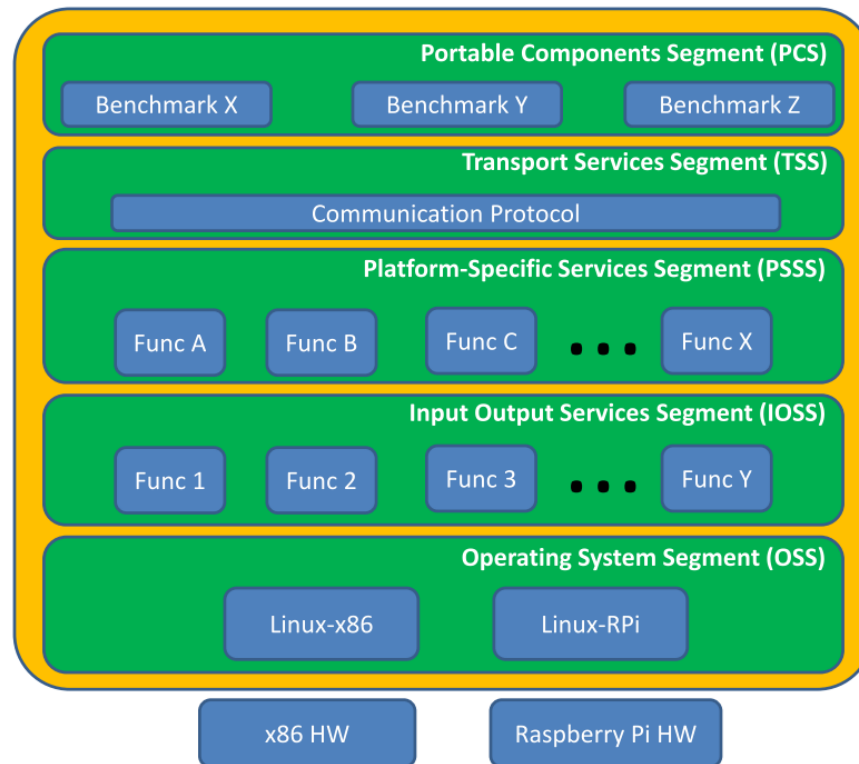 Portable Components Segment (PCS)
Benchmark X
Benchmark Y
Benchmark Z
Transport Services Segment (TSS)
Communication Protocol
Platform-Specific Services Segment (PSSS)
Func A
Func B
Func C
...
Func X
Input Output Services Segment (IOSS)
Func 1
Func 2
Func 3
...
Func Y
Operating System Segment (OSS)
Linux-x86
Linux-RPi
x86 HW
Raspberry Pi HW